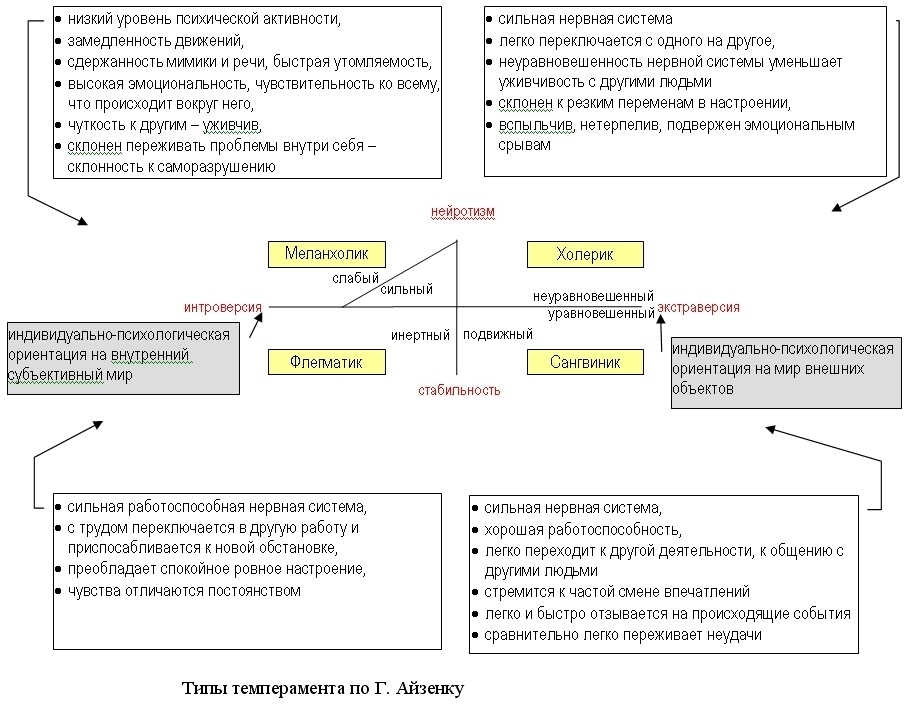 • низкий уровень психической активности,
• замедленность движений,
• сдержанность мимики и речи, быстрая утомляемость,
• высокая эмоциональность, чувствительность ко всему,
что происходит вокруг него,
• чуткость к другим – уживчив,
• склонен переживать проблемы внутри себя –
склонность к саморазрушению
• сильная нервная система
• легко переключается с одного на другое,
• неуравновешенность нервной системы уменьшает
уживчивость с другими людьми
• склонен к резким переменам в настроении,
• вспыльчив, нетерпелив, подвержен эмоциональным
срывам
нейротизм
Меланхолик
Холерик
слабый
сильный
неуравновешенный
интроверсия
экстраверсия
уравновешенный
инертный
подвижный
индивидуально-психологическая
ориентация на внутренний
субъективный мир
Флегматик
Сангвиник
индивидуально-психологическая
ориентация на мир внешних
объектов
стабильность
• сильная работоспособная нервная система,
• с трудом переключается в другую работу и
приспосабливается к новой обстановке,
• преобладает спокойное ровное настроение,
• чувства отличаются постоянством
• сильная нервная система,
• хорошая работоспособность,
• легко переходит к другой деятельности, к общению с
другими людьми
• стремится к частой смене впечатлений
• легко и быстро отзывается на происходящие события
• сравнительно легко переживает неудачи
Типы темперамента по Г. Айзенку